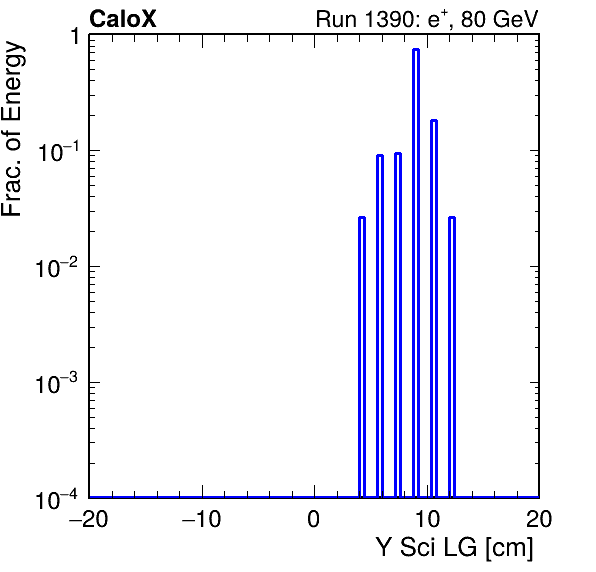 CaloX Run 1390: e⁺, 80 GeV
Frac. of Energy
1
10⁻¹
10⁻²
10⁻³
10⁻⁴
−20 −10 0 10 20
Y Sci LG [cm]